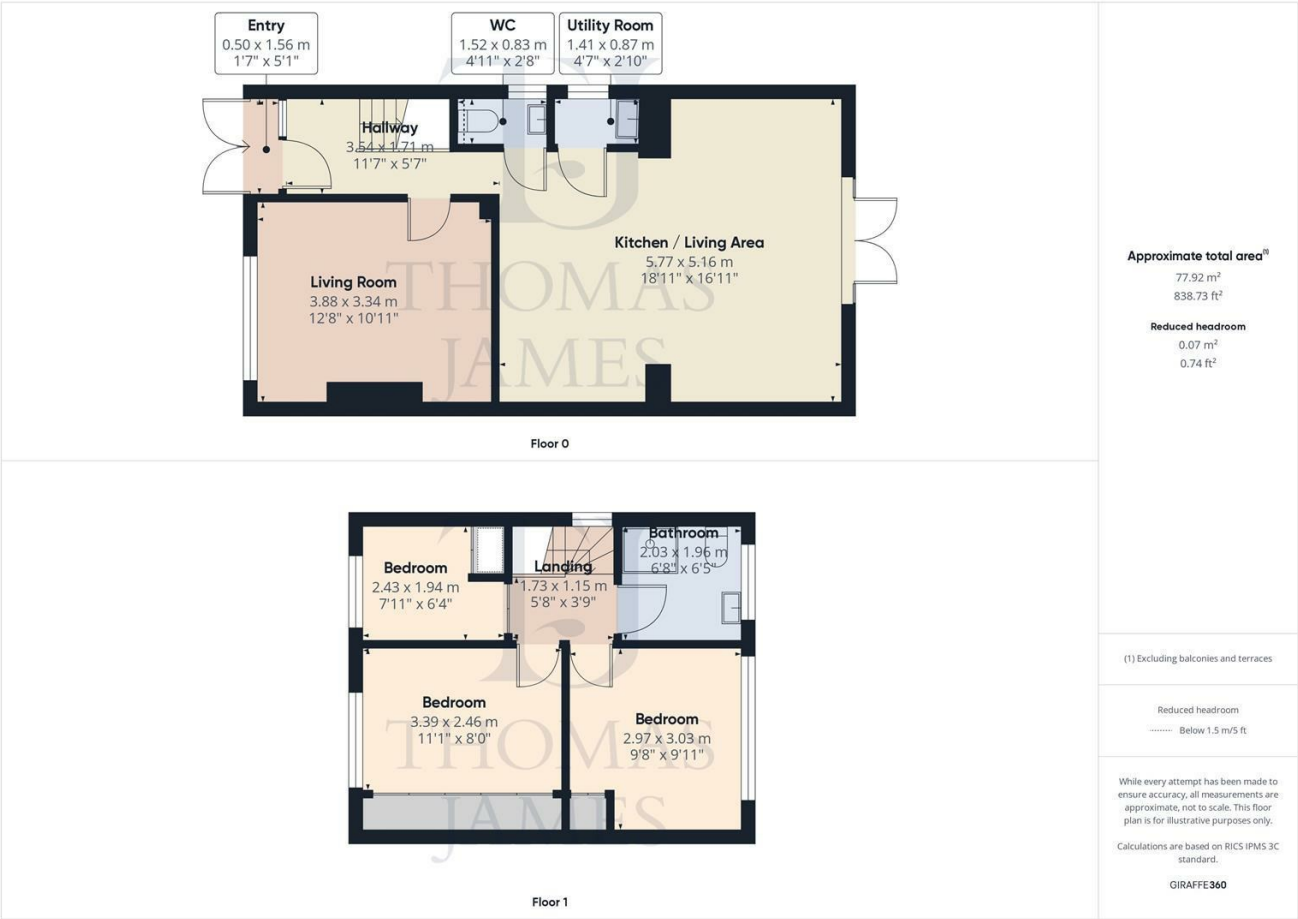 Entry
0.50 x 1.56 m
1'7" x 5'1"
WC
1.52 x 0.83 m
4'11" x 2'8"
Utility Room
1.41 x 0.87 m
4'7" x 2'10"
Hallway
3.54 x 1.71 m
11'7" x 5'7"
Kitchen / Living Area
5.77 x 5.16 m
18'11" x 16'11"
Living Room
3.88 x 3.34 m
12'8" x 10'11"
TJ
THOMAS
JAMES
Floor 0
Bedroom
2.43 x 1.94 m
7'11" x 6'4"
Landing
1.73 x 1.15 m
5'8" x 3'9"
Bathroom
2.03 x 1.96 m
6'8" x 6'5"
Bedroom
3.39 x 2.46 m
11'1" x 8'0"
Bedroom
2.97 x 3.03 m
9'8" x 9'11"
TJ
THOMAS
JAMES
Floor 1
Approximate total area⁽¹⁾
77.92 m²
838.73 ft²
Reduced headroom
0.07 m²
0.74 ft²
(1) Excluding balconies and terraces
Reduced headroom
Below 1.5 m/5 ft
While every attempt has been made to
ensure accuracy, all measurements are
approximate, not to scale. This floor
plan is for illustrative purposes only.
Calculations are based on RICS IPMS 3C
standard.
GIRAFFE360